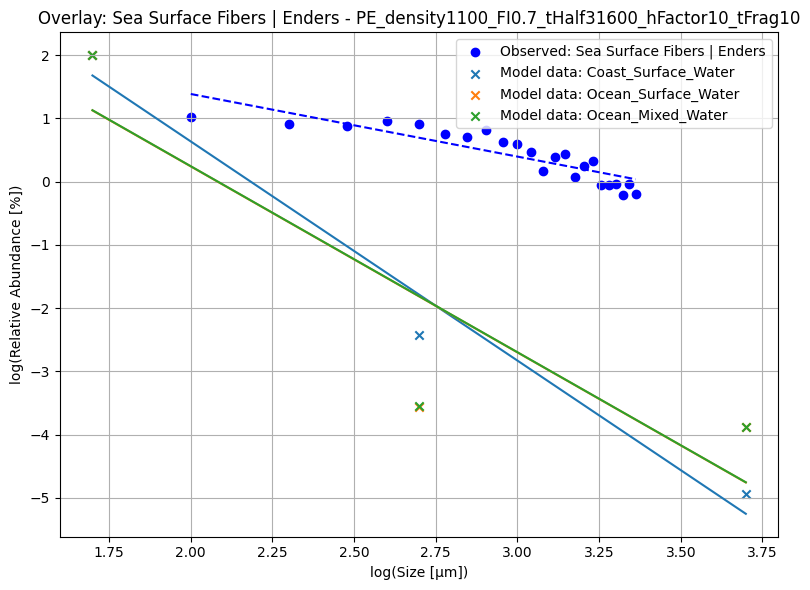 Overlay: Sea Surface Fibers | Enders - PE_density1100_FI0.7_tHalf31600_hFactor10_tFrag10
Observed: Sea Surface Fibers | Enders
Model data: Coast_Surface_Water
Model data: Ocean_Surface_Water
Model data: Ocean_Mixed_Water
log(Relative Abundance [%])
2
1
0
−1
−2
−3
−4
−5
1.75 2.00 2.25 2.50 2.75 3.00 3.25 3.50 3.75
log(Size [μm])